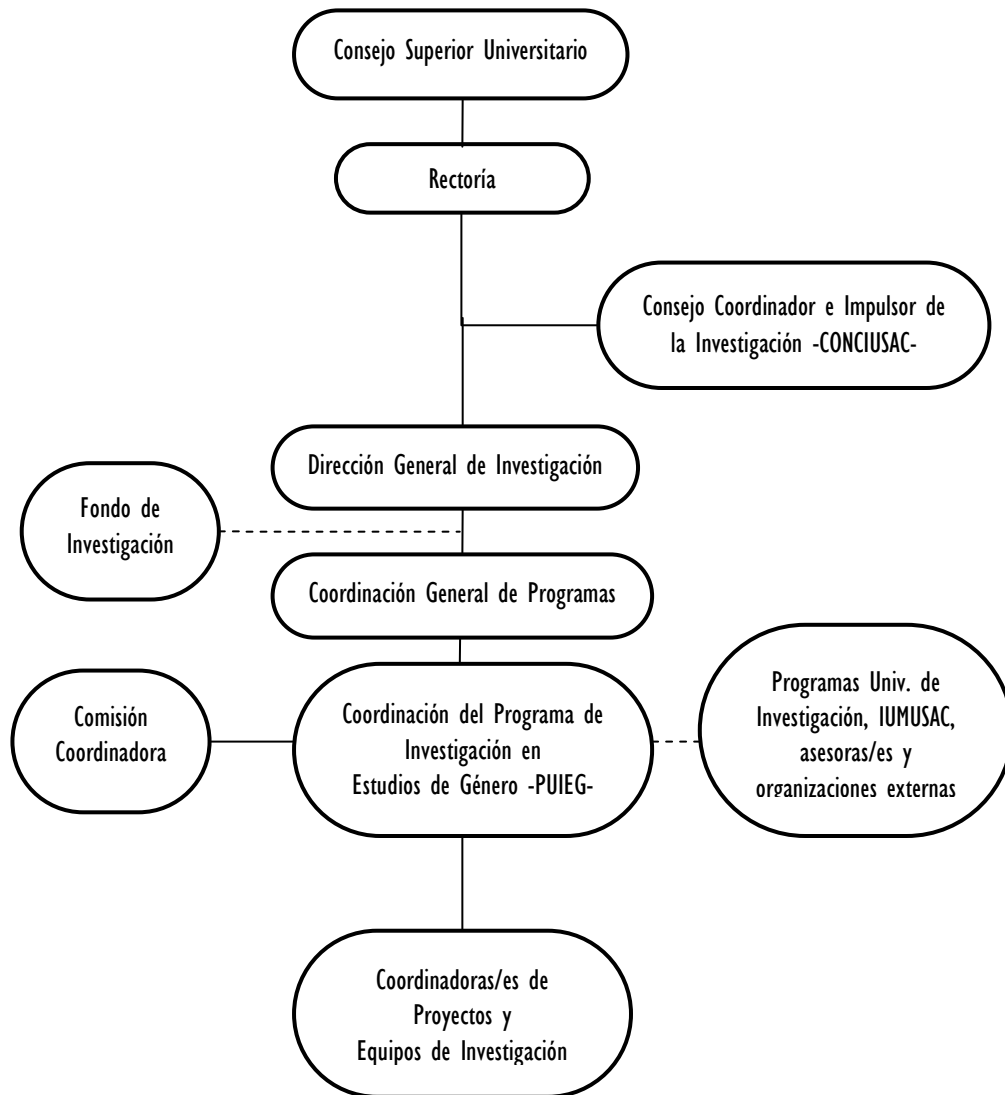 Consejo Superior Universitario
Rectoría
Consejo Coordinador e Impulsor de
la Investigación -CONCIUSAC-
Dirección General de Investigación
Fondo de
Investigación
Coordinación General de Programas
Comisión
Coordinadora
Coordinación del Programa de
Investigación en
Estudios de Género -PUIEG-
Programas Univ. de
Investigación, IUMUSAC,
asesoras/es y
organizaciones externas
Coordinadoras/es de
Proyectos y
Equipos de Investigación